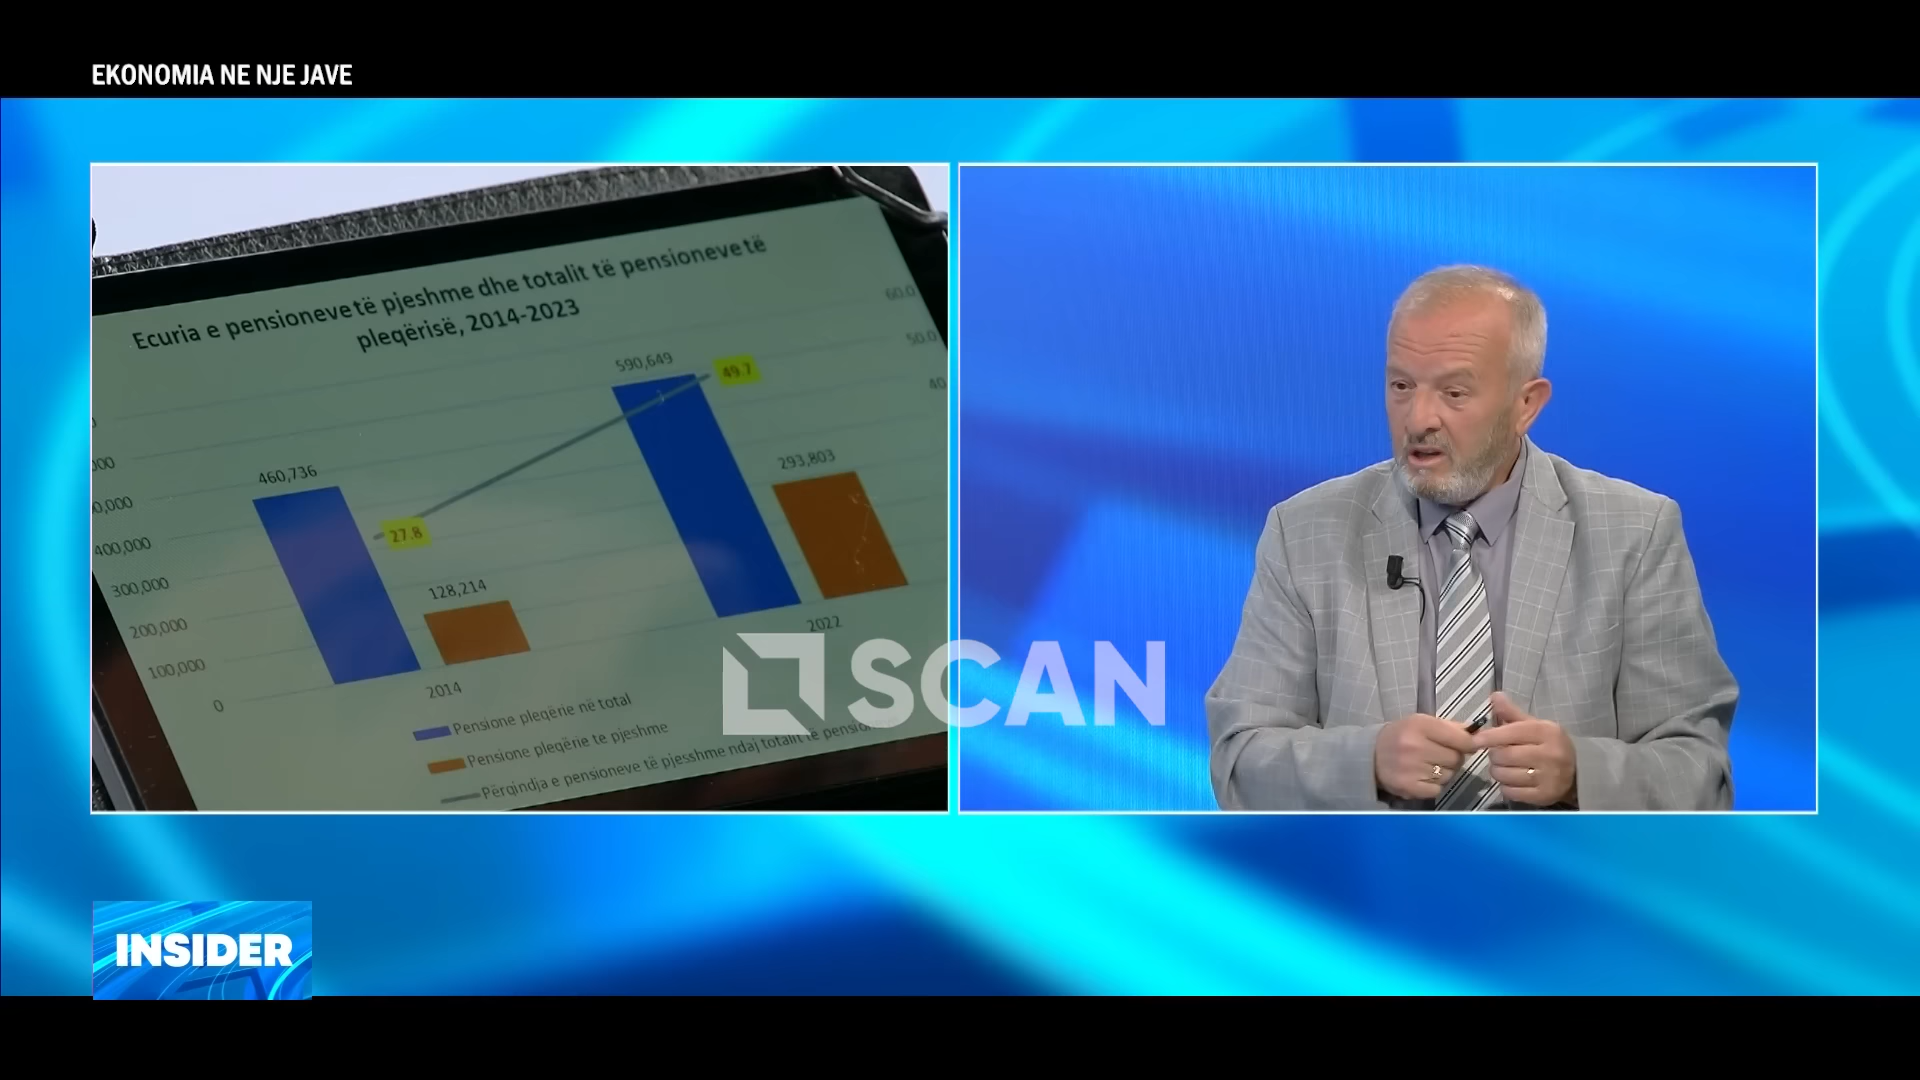 EKONOMIA NE NJE JAVE
Ecuria e pensioneve të pjeshme dhe totalit të pensioneve të
pleqërisë, 2014-2023
60.0
50.0
40
590,649
49.7
460,736
27.8
293,803
128,214
400,000
300,000
200,000
100,000
0
2014
2022
Pensione pleqërie në total
Pensione pleqërie te pjeshme
Përqindja e pensioneve të pjesshme ndaj totalit të
SCAN
INSIDER